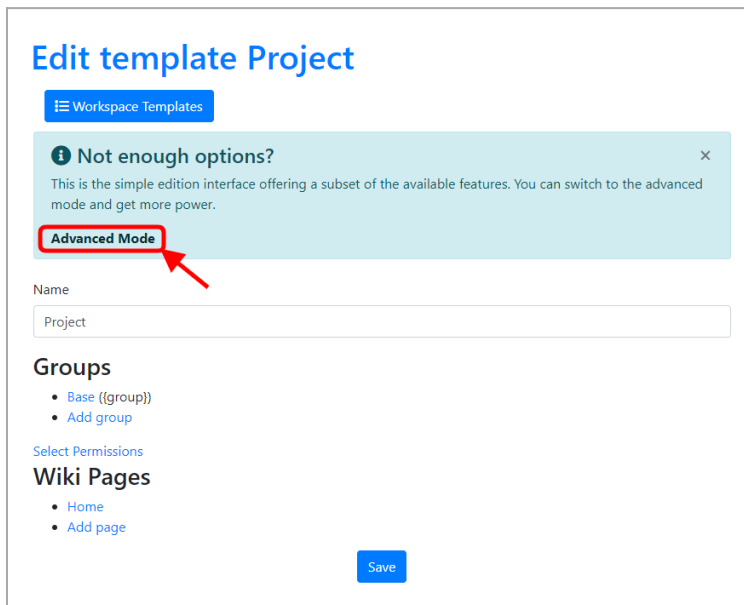 Edit template Project
Workspace Templates
Not enough options?
This is the simple edition interface offering a subset of the available features. You can switch to the advanced
mode and get more power.
Advanced Mode
Name
Project
Groups
Base ({group})
Add group
Select Permissions
Wiki Pages
Home
Add page
Save